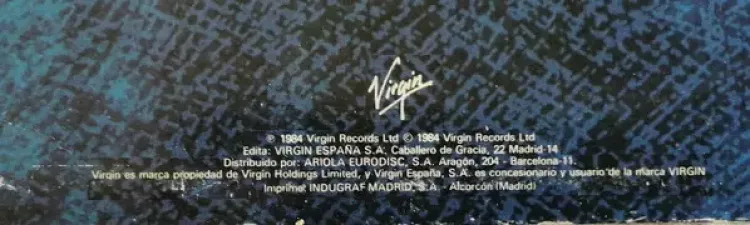 Virgin
℗ 1984 Virgin Records Ltd © 1984 Virgin Records Ltd
Edita: VIRGIN ESPAÑA S.A. Caballero de Gracia, 22 Madrid-14
Distribuido por: ARIOLA EURODISC, S.A. Aragón, 204 - Barcelona-11.
Virgin es marca propiedad de Virgin Holdings Limited, y Virgin España, S.A. es concesionario y usuario de la marca VIRGIN
Imprime: INDUGRAF MADRID, S.A. - Alcorcón (Madrid)